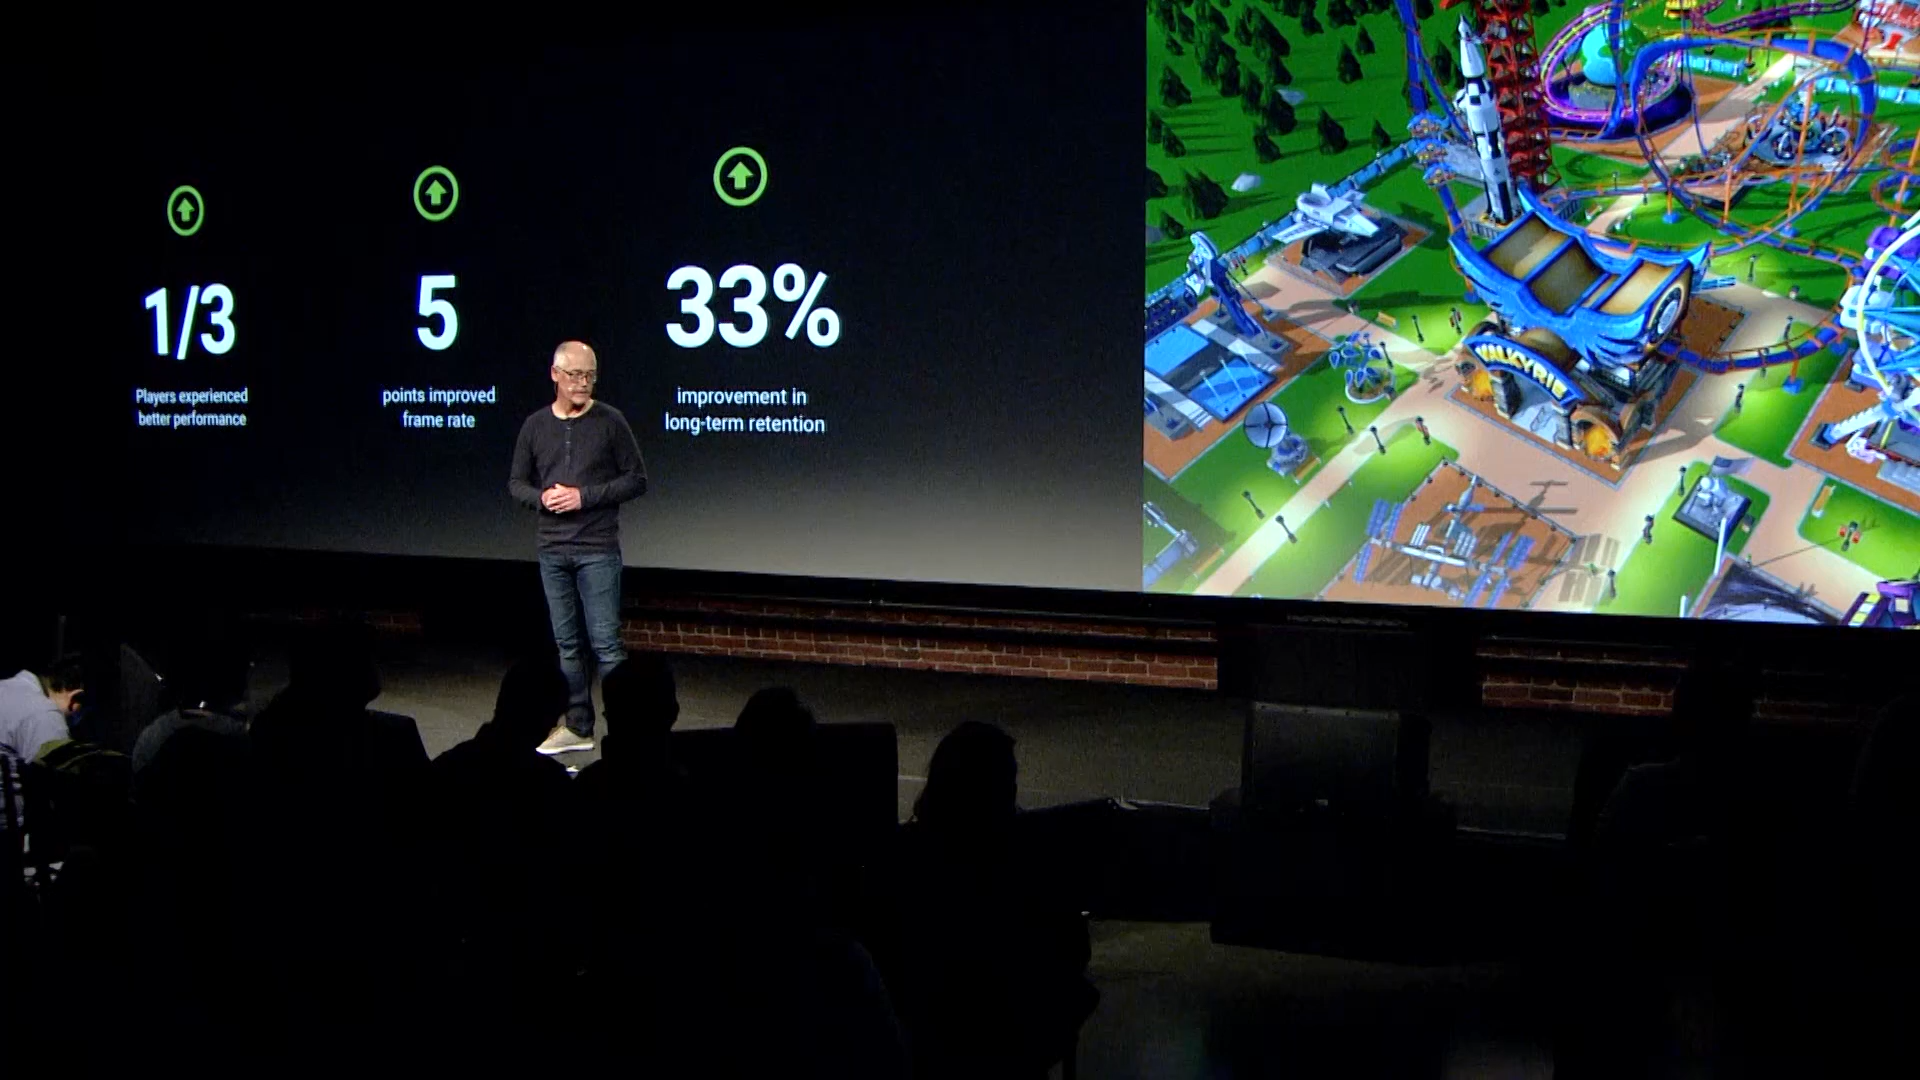 1/3
Players experienced
better performance
5
points improved
frame rate
33%
improvement in
long-term retention
VALKYRIE